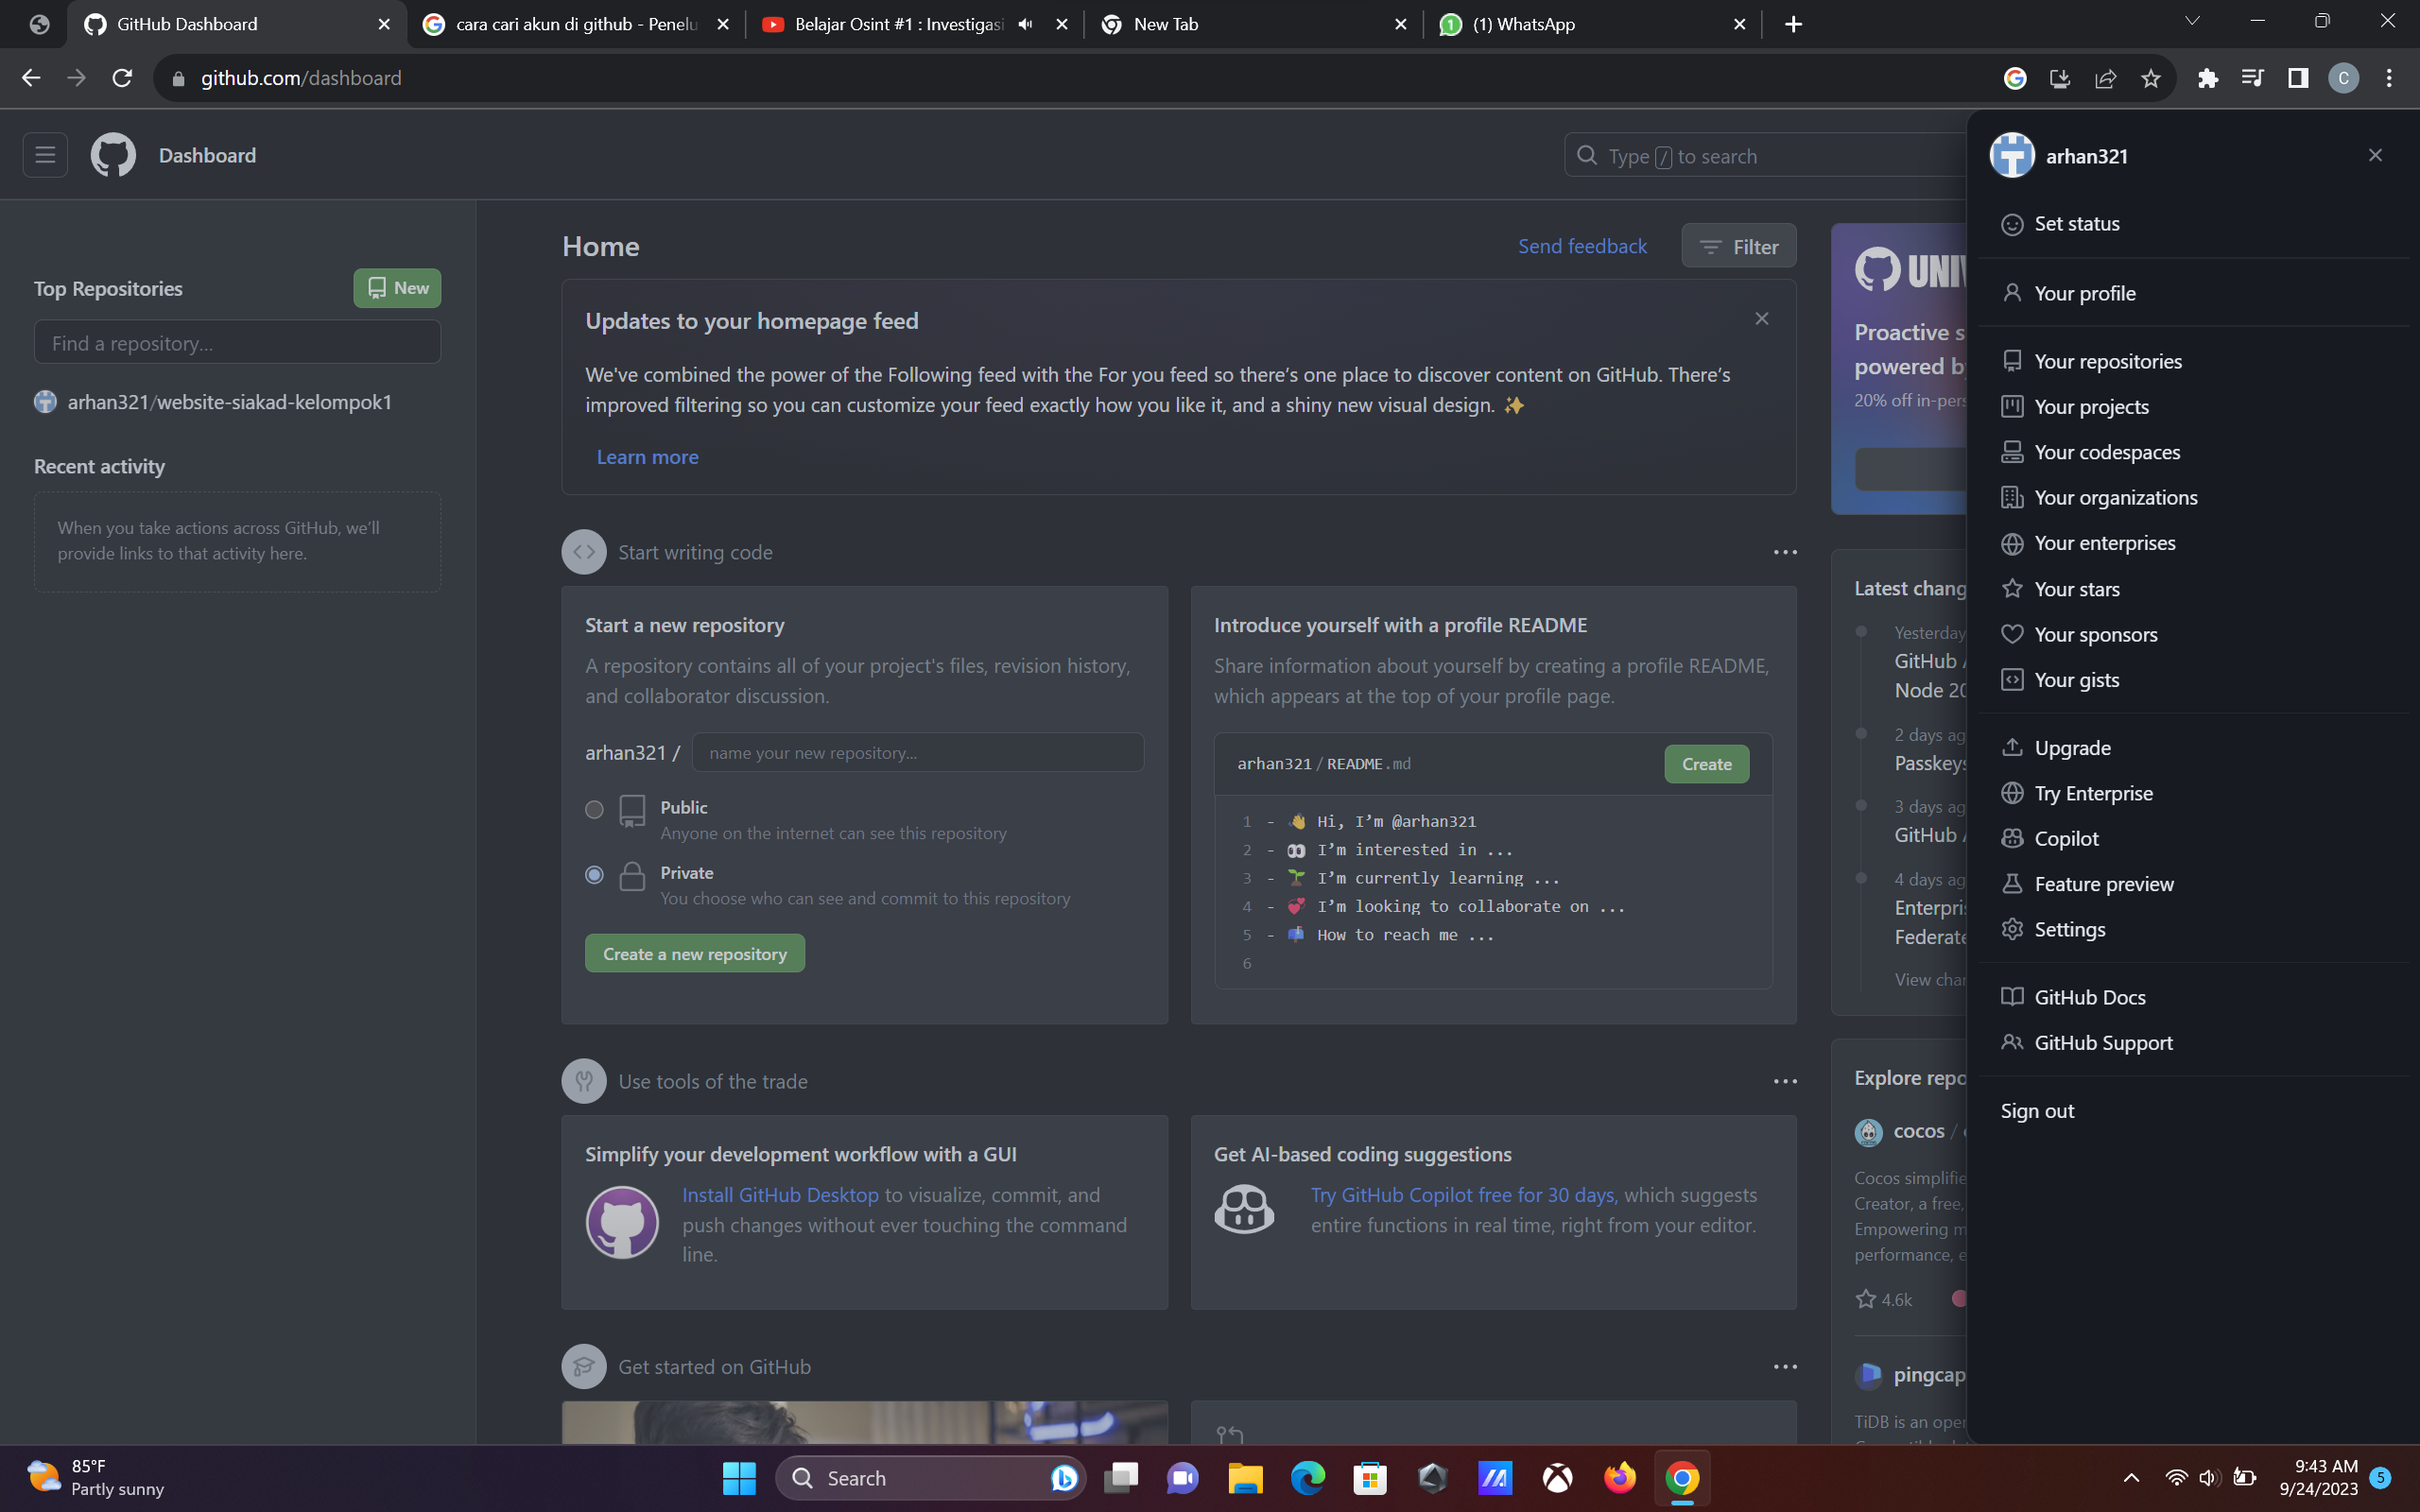 GitHub Dashboard
cara cari akun di github - Penelu
Belajar Osint #1 : Investigasi
New Tab
(1) WhatsApp
github.com/dashboard
C
Dashboard
Type / to search
arhan321
Set status
Your profile
Your repositories
Your projects
Your codespaces
Your organizations
Your enterprises
Your stars
Your sponsors
Your gists
Upgrade
Try Enterprise
Copilot
Feature preview
Settings
GitHub Docs
GitHub Support
Sign out
Top Repositories
New
Find a repository...
arhan321/website-siakad-kelompok1
Recent activity
When you take actions across GitHub, we'll
provide links to that activity here.
Home
Send feedback
Filter
Updates to your homepage feed
We've combined the power of the Following feed with the For you feed so there's one place to discover content on GitHub. There's
improved filtering so you can customize your feed exactly how you like it, and a shiny new visual design. ✨
Learn more
Start writing code
Start a new repository
A repository contains all of your project's files, revision history,
and collaborator discussion.
arhan321 /
name your new repository...
Public
Anyone on the internet can see this repository
Private
You choose who can see and commit to this repository
Create a new repository
Introduce yourself with a profile README
Share information about yourself by creating a profile README,
which appears at the top of your profile page.
arhan321 / README.md
Create
1 - 👋 Hi, I'm @arhan321
2 - 👀 I'm interested in ...
3 - 🌱 I'm currently learning ...
4 - 💞️ I'm looking to collaborate on ...
5 - 📫 How to reach me ...
6
Use tools of the trade
Simplify your development workflow with a GUI
Install GitHub Desktop to visualize, commit, and
push changes without ever touching the command
line.
Get AI-based coding suggestions
Try GitHub Copilot free for 30 days, which suggests
entire functions in real time, right from your editor.
Get started on GitHub
UNI
Proactive s
powered by
20% off in-pers
Latest chang
Yesterday
GitHub A
Node 20
2 days ag
Passkeys
3 days ag
GitHub A
4 days ag
Enterpri
Federate
View chan
Explore repo
cocos /
Cocos simplifie
Creator, a free,
Empowering m
performance, e
4.6k
pingcap
TiDB is an oper
85°F
Partly sunny
Search
9:43 AM
9/24/2023
5